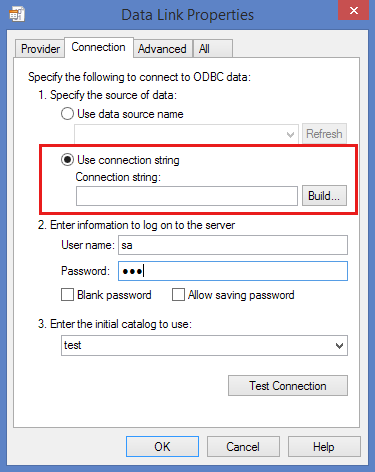 Data Link Properties
Provider Connection Advanced All
Specify the following to connect to ODBC data:
1. Specify the source of data:
Use data source name
Refresh
Use connection string
Connection string:
Build...
2. Enter information to log on to the server
User name: sa
Password: ●●●
Blank password Allow saving password
3. Enter the initial catalog to use:
test
Test Connection
OK Cancel Help